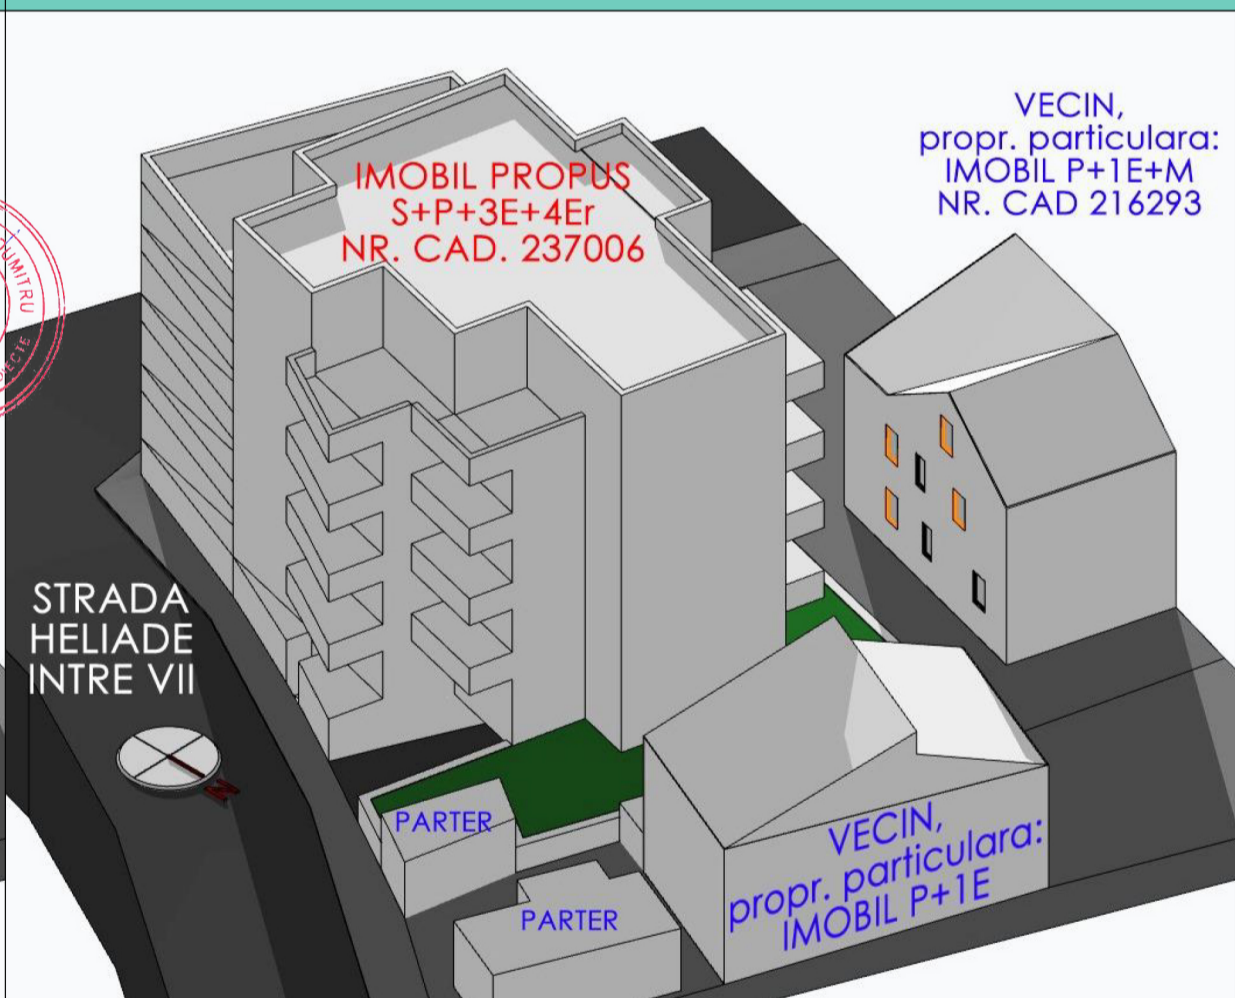 VECIN,
propr. particulara:
IMOBIL P+1E+M
NR. CAD 216293
IMOBIL PROPUS
S+P+3E+4Er
NR. CAD. 237006
DUMITRU
STRADA
HELIADE
INTRE VII
N
PARTER
PARTER
VECIN,
propr. particulara:
IMOBIL P+1E